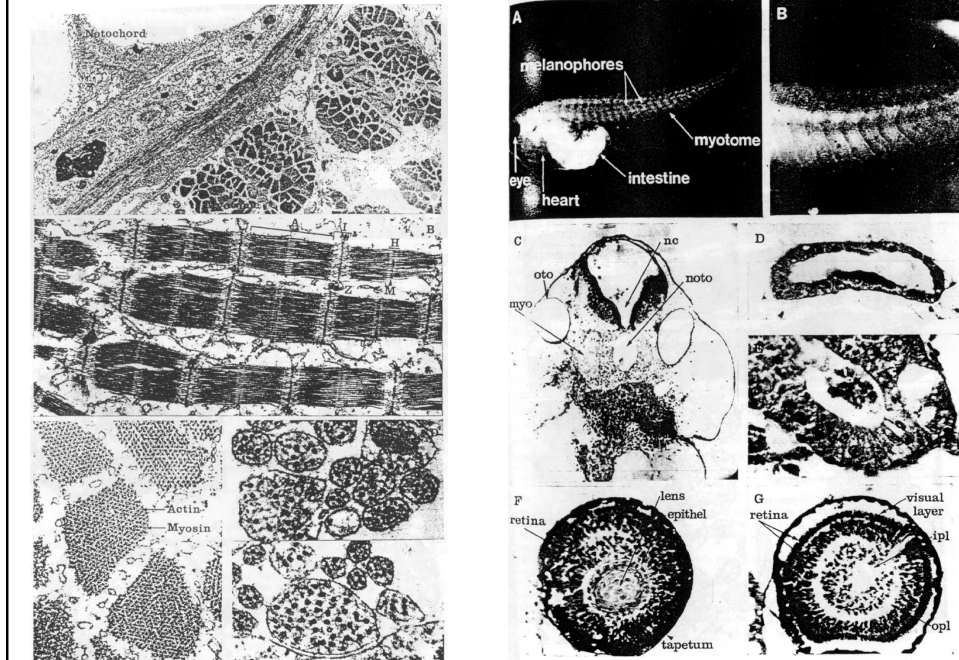 Notochord
A
A
I
B
H
Z
M
Actin
Myosin
A
melanophores
myotome
intestine
eye
heart
B
C
nc
oto
noto
myo
D
F
lens
epithel
retina
tapetum
G
visual
layer
retina
ipl
opl